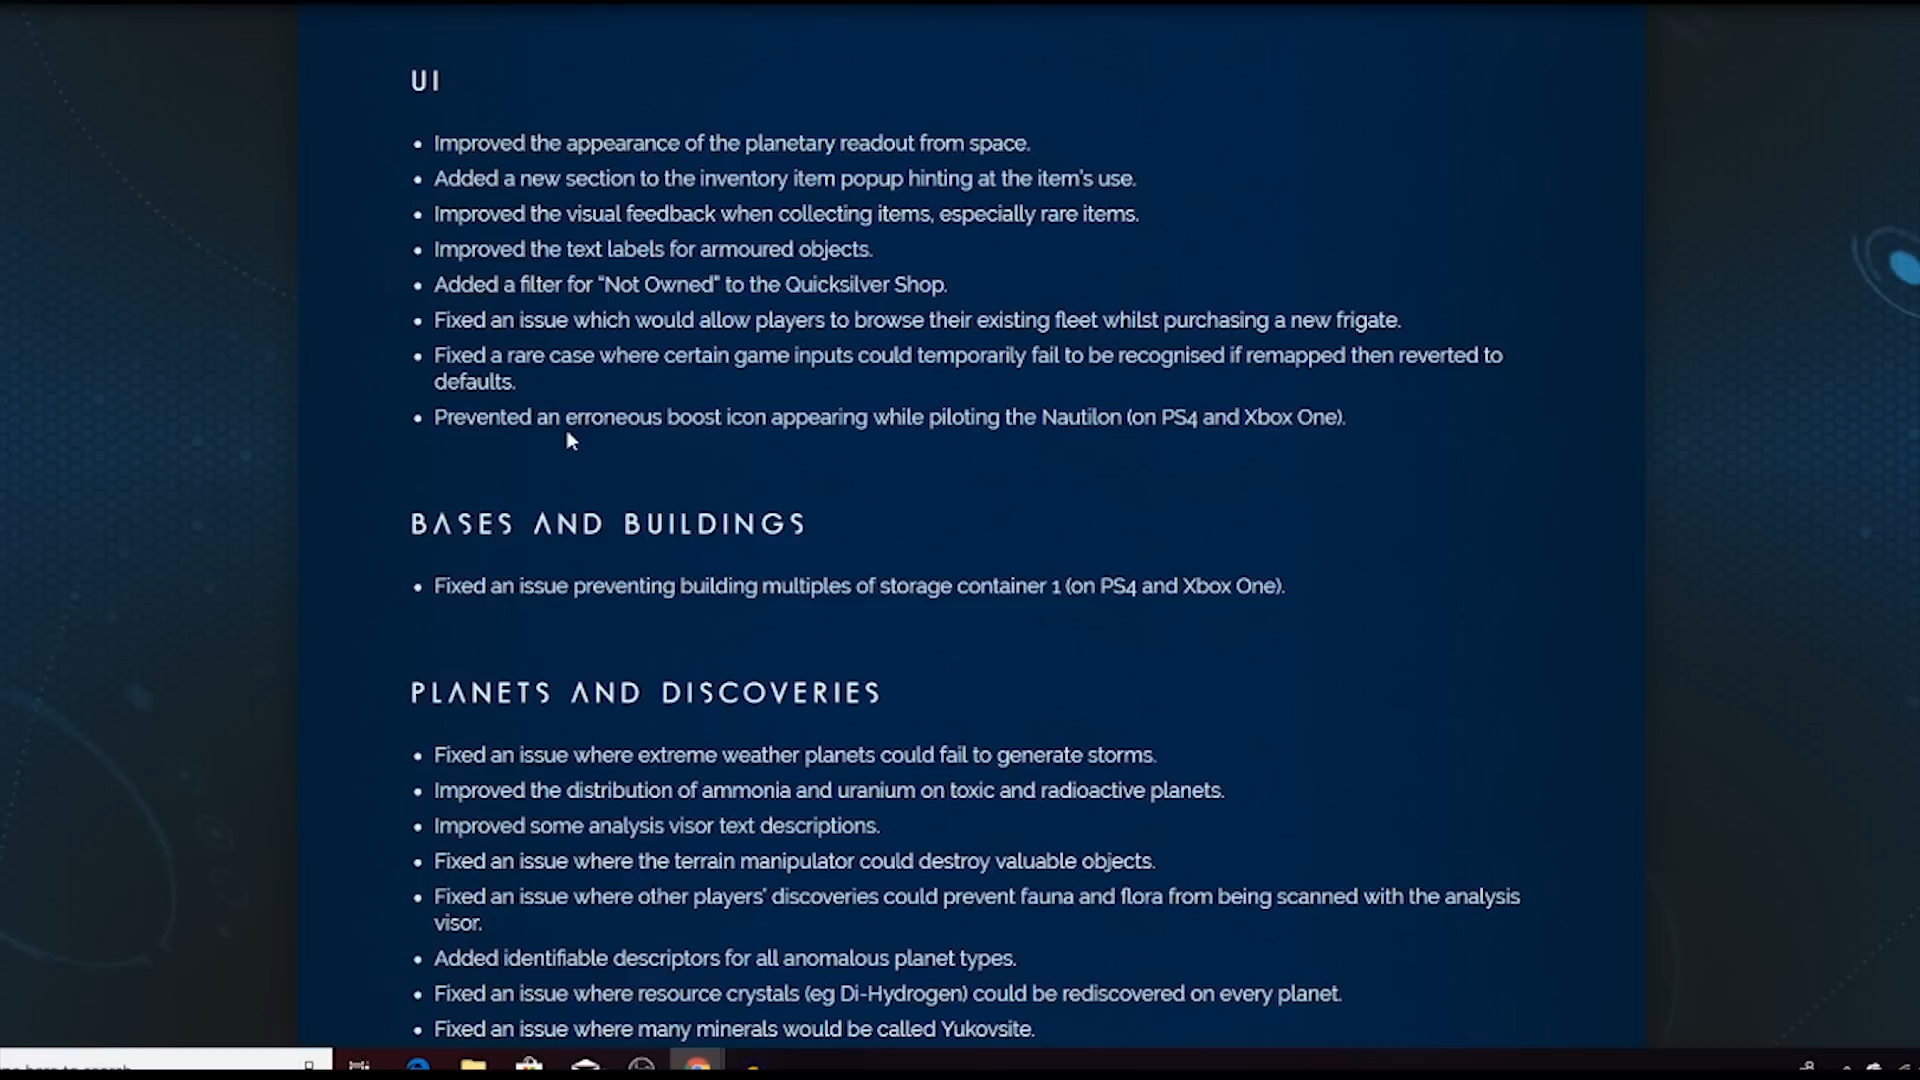 UI
• Improved the appearance of the planetary readout from space.
• Added a new section to the inventory item popup hinting at the item's use.
• Improved the visual feedback when collecting items, especially rare items.
• Improved the text labels for armoured objects.
• Added a filter for “Not Owned” to the Quicksilver Shop.
• Fixed an issue which would allow players to browse their existing fleet whilst purchasing a new frigate.
• Fixed a rare case where certain game inputs could temporarily fail to be recognised if remapped then reverted to
defaults.
• Prevented an erroneous boost icon appearing while piloting the Nautilon (on PS4 and Xbox One).
BASES AND BUILDINGS
• Fixed an issue preventing building multiples of storage container 1 (on PS4 and Xbox One).
PLANETS AND DISCOVERIES
• Fixed an issue where extreme weather planets could fail to generate storms.
• Improved the distribution of ammonia and uranium on toxic and radioactive planets.
• Improved some analysis visor text descriptions.
• Fixed an issue where the terrain manipulator could destroy valuable objects.
• Fixed an issue where other players’ discoveries could prevent fauna and flora from being scanned with the analysis
visor.
• Added identifiable descriptors for all anomalous planet types.
• Fixed an issue where resource crystals (eg Di-Hydrogen) could be rediscovered on every planet.
• Fixed an issue where many minerals would be called Yukovsite.